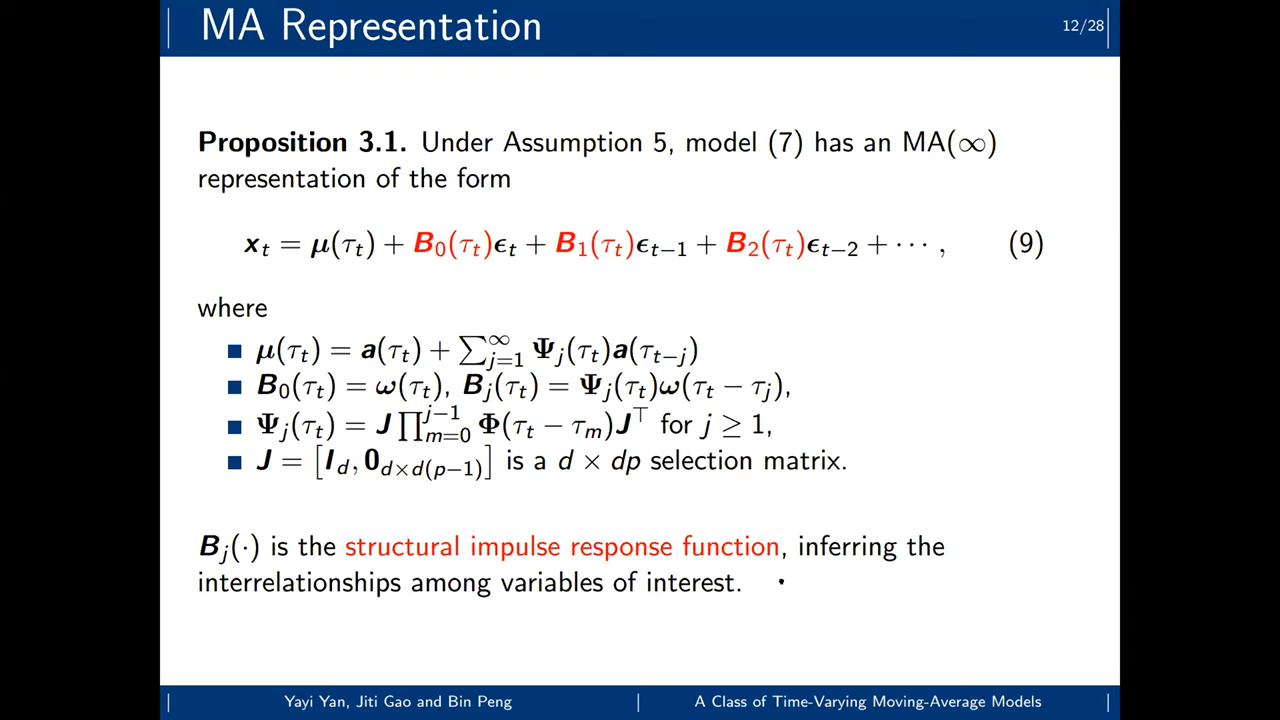 MA Representation
12/28
Proposition 3.1. Under Assumption 5, model (7) has an MA(∞)
representation of the form
x_t = μ(τ_t) + B_0(τ_t)ϵ_t + B_1(τ_t)ϵ_{t−1} + B_2(τ_t)ϵ_{t−2} + ⋯ , (9)
where
■ μ(τ_t) = a(τ_t) + ∑_{j=1}^{∞} Ψ_j(τ_t)a(τ_{t−j})
■ B_0(τ_t) = ω(τ_t), B_j(τ_t) = Ψ_j(τ_t)ω(τ_t − τ_j),
■ Ψ_j(τ_t) = J∏_{m=0}^{j−1} Φ(τ_t − τ_m)J^⊤ for j ≥ 1,
■ J = [I_d, 0_{d×d(p−1)}] is a d × dp selection matrix.
B_j(·) is the structural impulse response function, inferring the
interrelationships among variables of interest.
Yayi Yan, Jiti Gao and Bin Peng
A Class of Time-Varying Moving-Average Models